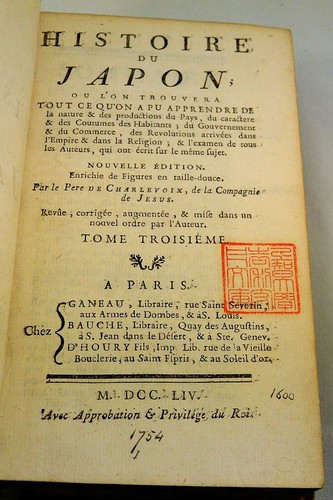 HISTOIRE
DU
JAPON,
OU L'ON TROUVERA
TOUT CE QU'ON A PU APPRENDRE DE
la nature & des productions du Pays, du caractere
& des Coutumes des Habitans ; du Gouvernement
& du Commerce, des Revolutions arrivées dans
l'Empire & dans la Religion ; & l'examen de tous
les Auteurs, qui ont écrit sur le même sujet.
NOUVELLE ÉDITION.
Enrichie de Figures en taille-douce.
Par le Pere DE CHARLEVOIX, de la Compagnie
de JESUS.
Revûe, corrigée, augmentée, & mise dans un
nouvel ordre par l'Auteur.
TOME TROISIÉME.
A PARIS.
Chez
GANEAU, Libraire, rue Saint Severin,
aux Armes de Dombes, & à S. Louis.
BAUCHE, Libraire, Quay des Augustins,
à S. Jean dans le Désert, & à Ste. Genev.
D'HOURY Fils, Imp. Lib. rue de la Vieille
Bouclerie, au Saint Esprit, & au Soleil d'or.
M. DCC. LIV.
1600
Avec Approbation & Privilége du Roi.
1754